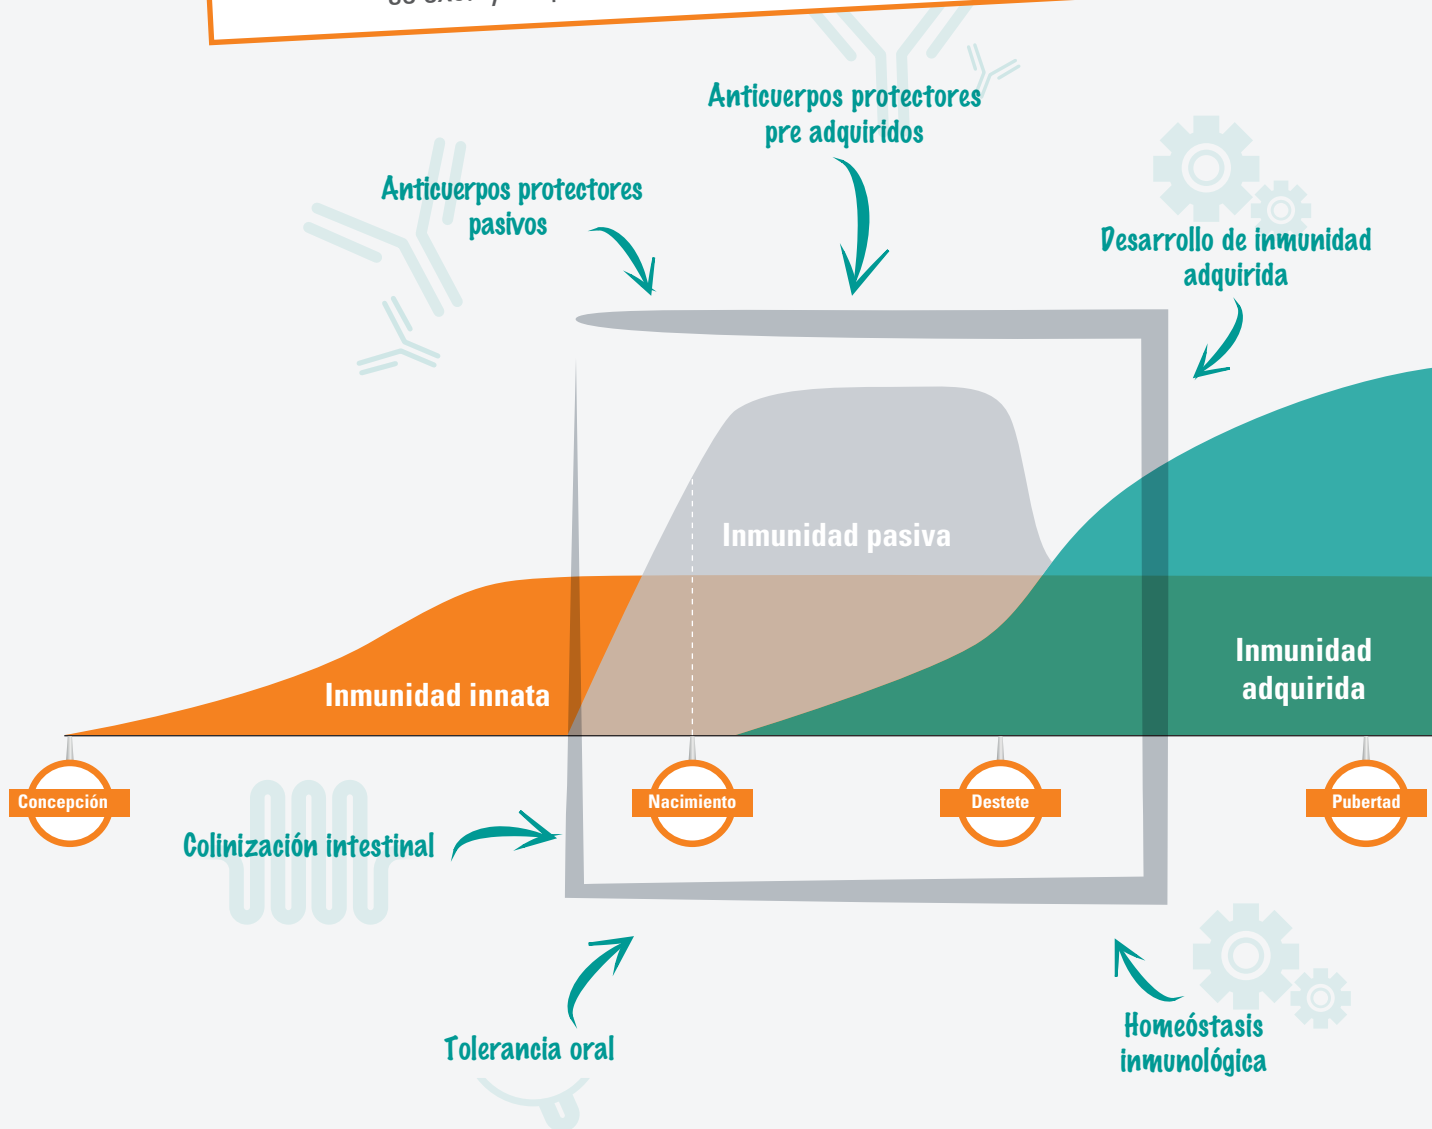 Anticuerpos protectores
pre adquiridos
Anticuerpos protectores
pasivos
Desarrollo de inmunidad
adquirida
Inmunidad pasiva
Inmunidad innata
Inmunidad
adquirida
Concepción
Nacimiento
Destete
Pubertad
Colinización intestinal
Tolerancia oral
Homeóstasis
inmunológica